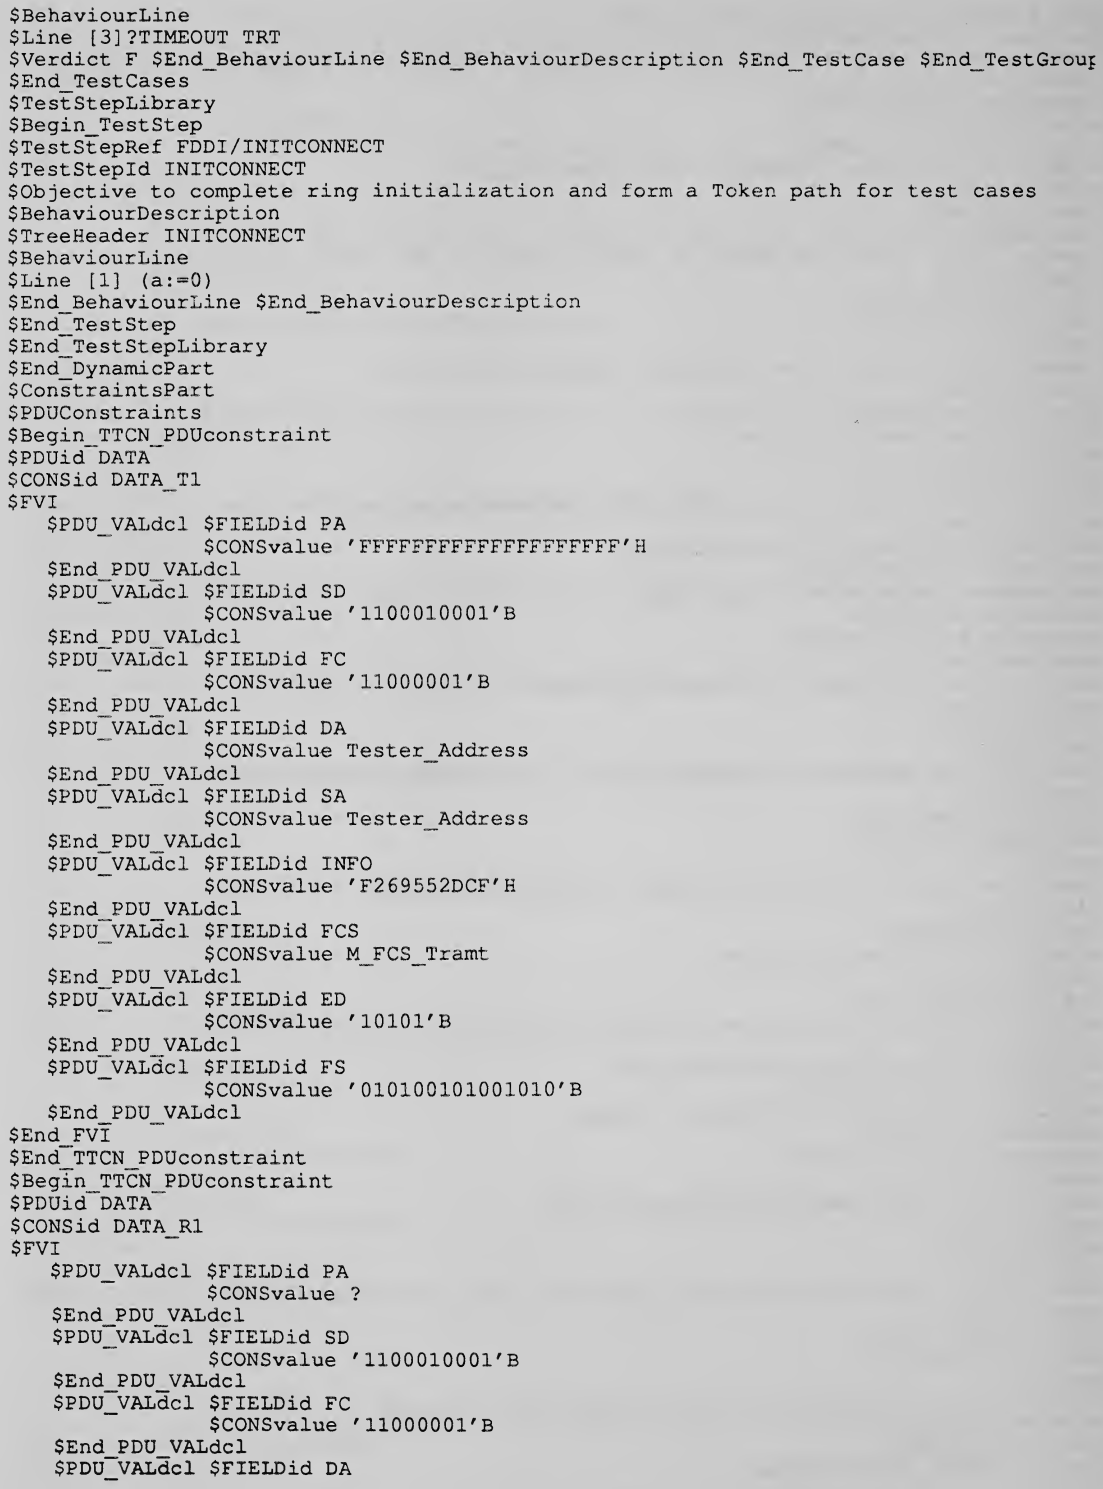 $BehaviourLine
$Line [3]?TIMEOUT TRT
$Verdict F $End_BehaviourLine $End_BehaviourDescription $End_TestCase $End_TestGroup
$End_TestCases
$TestStepLibrary
$Begin_TestStep
$TestStepRef FDDI/INITCONNECT
$TestStepId INITCONNECT
$Objective to complete ring initialization and form a Token path for test cases
$BehaviourDescription
$TreeHeader INITCONNECT
$BehaviourLine
$Line [1] (a:=0)
$End_BehaviourLine $End_BehaviourDescription
$End_TestStep
$End_TestStepLibrary
$End_DynamicPart
$ConstraintsPart
$PDUConstraints
$Begin_TTCN_PDUconstraint
$PDUid DATA
$CONSid DATA_T1
$FVI
$PDU_VALdcl $FIELDid PA
$CONSvalue 'FFFFFFFFFFFFFFFFFFFF'H
$End_PDU_VALdcl
$PDU_VALdcl $FIELDid SD
$CONSvalue '1100010001'B
$End_PDU_VALdcl
$PDU_VALdcl $FIELDid FC
$CONSvalue '11000001'B
$End_PDU_VALdcl
$PDU_VALdcl $FIELDid DA
$CONSvalue Tester_Address
$End_PDU_VALdcl
$PDU_VALdcl $FIELDid SA
$CONSvalue Tester_Address
$End_PDU_VALdcl
$PDU_VALdcl $FIELDid INFO
$CONSvalue 'F269552DCF'H
$End_PDU_VALdcl
$PDU_VALdcl $FIELDid FCS
$CONSvalue M_FCS_Tramt
$End_PDU_VALdcl
$PDU_VALdcl $FIELDid ED
$CONSvalue '10101'B
$End_PDU_VALdcl
$PDU_VALdcl $FIELDid FS
$CONSvalue '010100101001010'B
$End_PDU_VALdcl
$End_FVI
$End_TTCN_PDUconstraint
$Begin_TTCN_PDUconstraint
$PDUid DATA
$CONSid DATA_R1
$FVI
$PDU_VALdcl $FIELDid PA
$CONSvalue ?
$End_PDU_VALdcl
$PDU_VALdcl $FIELDid SD
$CONSvalue '1100010001'B
$End_PDU_VALdcl
$PDU_VALdcl $FIELDid FC
$CONSvalue '11000001'B
$End_PDU_VALdcl
$PDU_VALdcl $FIELDid DA